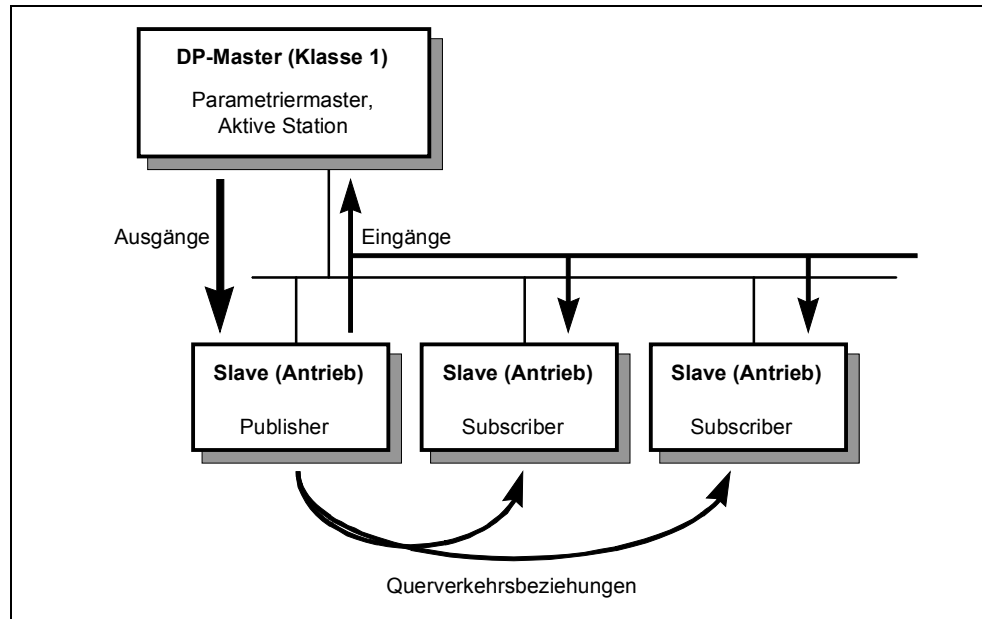 DP-Master (Klasse 1)
Parametriermaster,
Aktive Station
Ausgänge
Eingänge
Slave (Antrieb)
Publisher
Slave (Antrieb)
Subscriber
Slave (Antrieb)
Subscriber
Querverkehrsbeziehungen